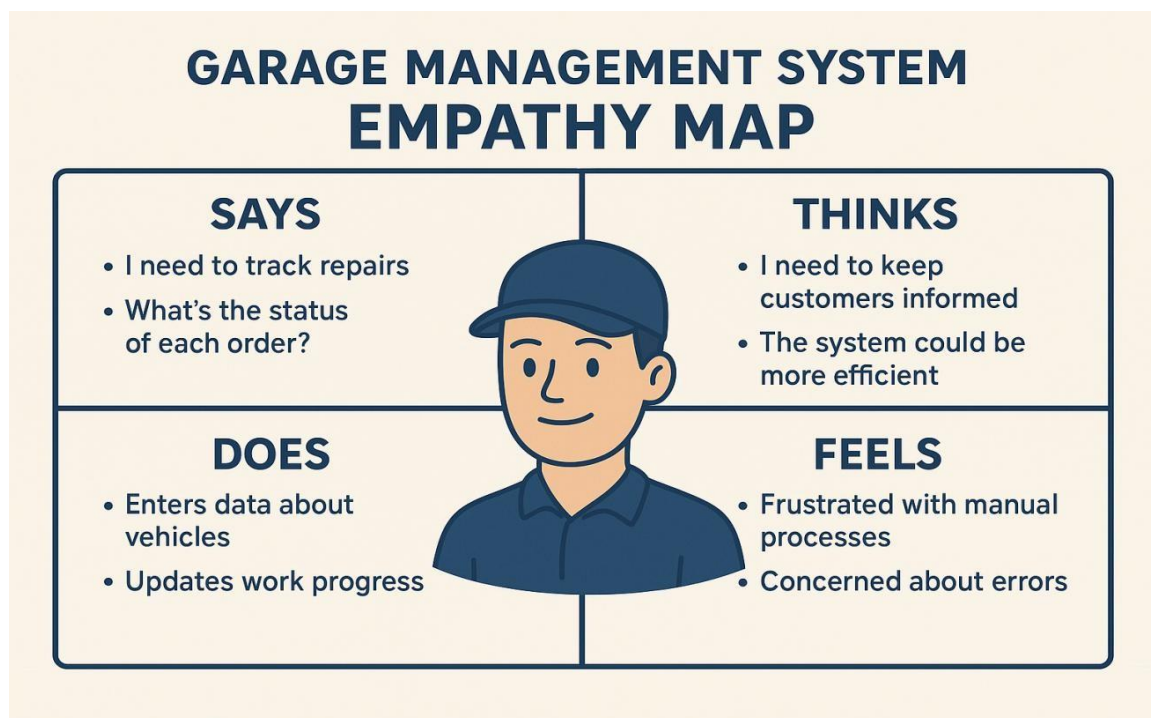 GARAGE MANAGEMENT SYSTEM
EMPATHY MAP
SAYS
• I need to track repairs
• What's the status
of each order?
THINKS
• I need to keep
customers informed
• The system could be
more efficient
DOES
• Enters data about
vehicles
• Updates work progress
FEELS
• Frustrated with manual
processes
• Concerned about errors